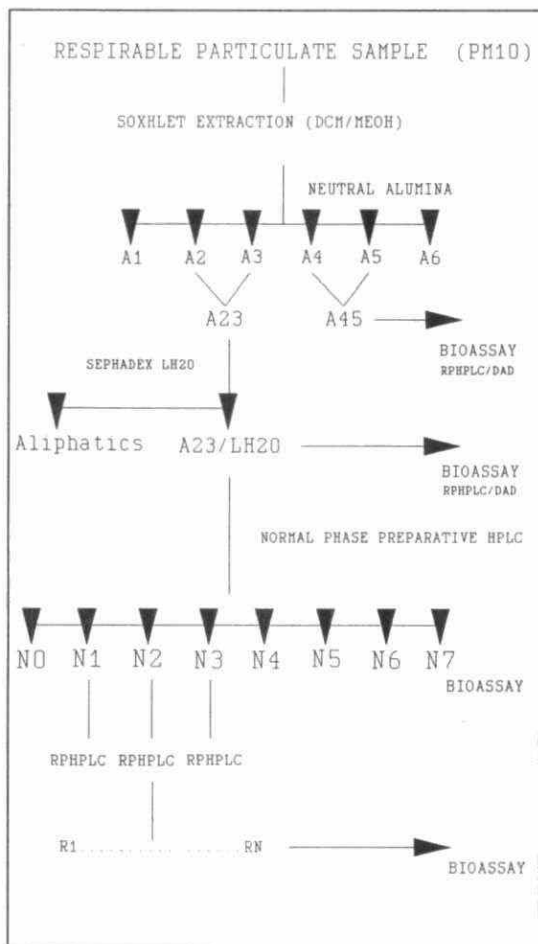 RESPIRABLE PARTICULATE SAMPLE (PM10)
SOXHLET EXTRACTION (DCM/MEOH)
NEUTRAL ALUMINA
A1 A2 A3 A4 A5 A6
A23 A45
BIOASSAY
RPHPLC/DAD
SEPHADEX LH20
Aliphatics A23/LH20
BIOASSAY
RPHPLC/DAD
NORMAL PHASE PREPARATIVE HPLC
N0 N1 N2 N3 N4 N5 N6 N7
BIOASSAY
RPHPLC RPHPLC RPHPLC
R1.......... .......RN
BIOASSAY